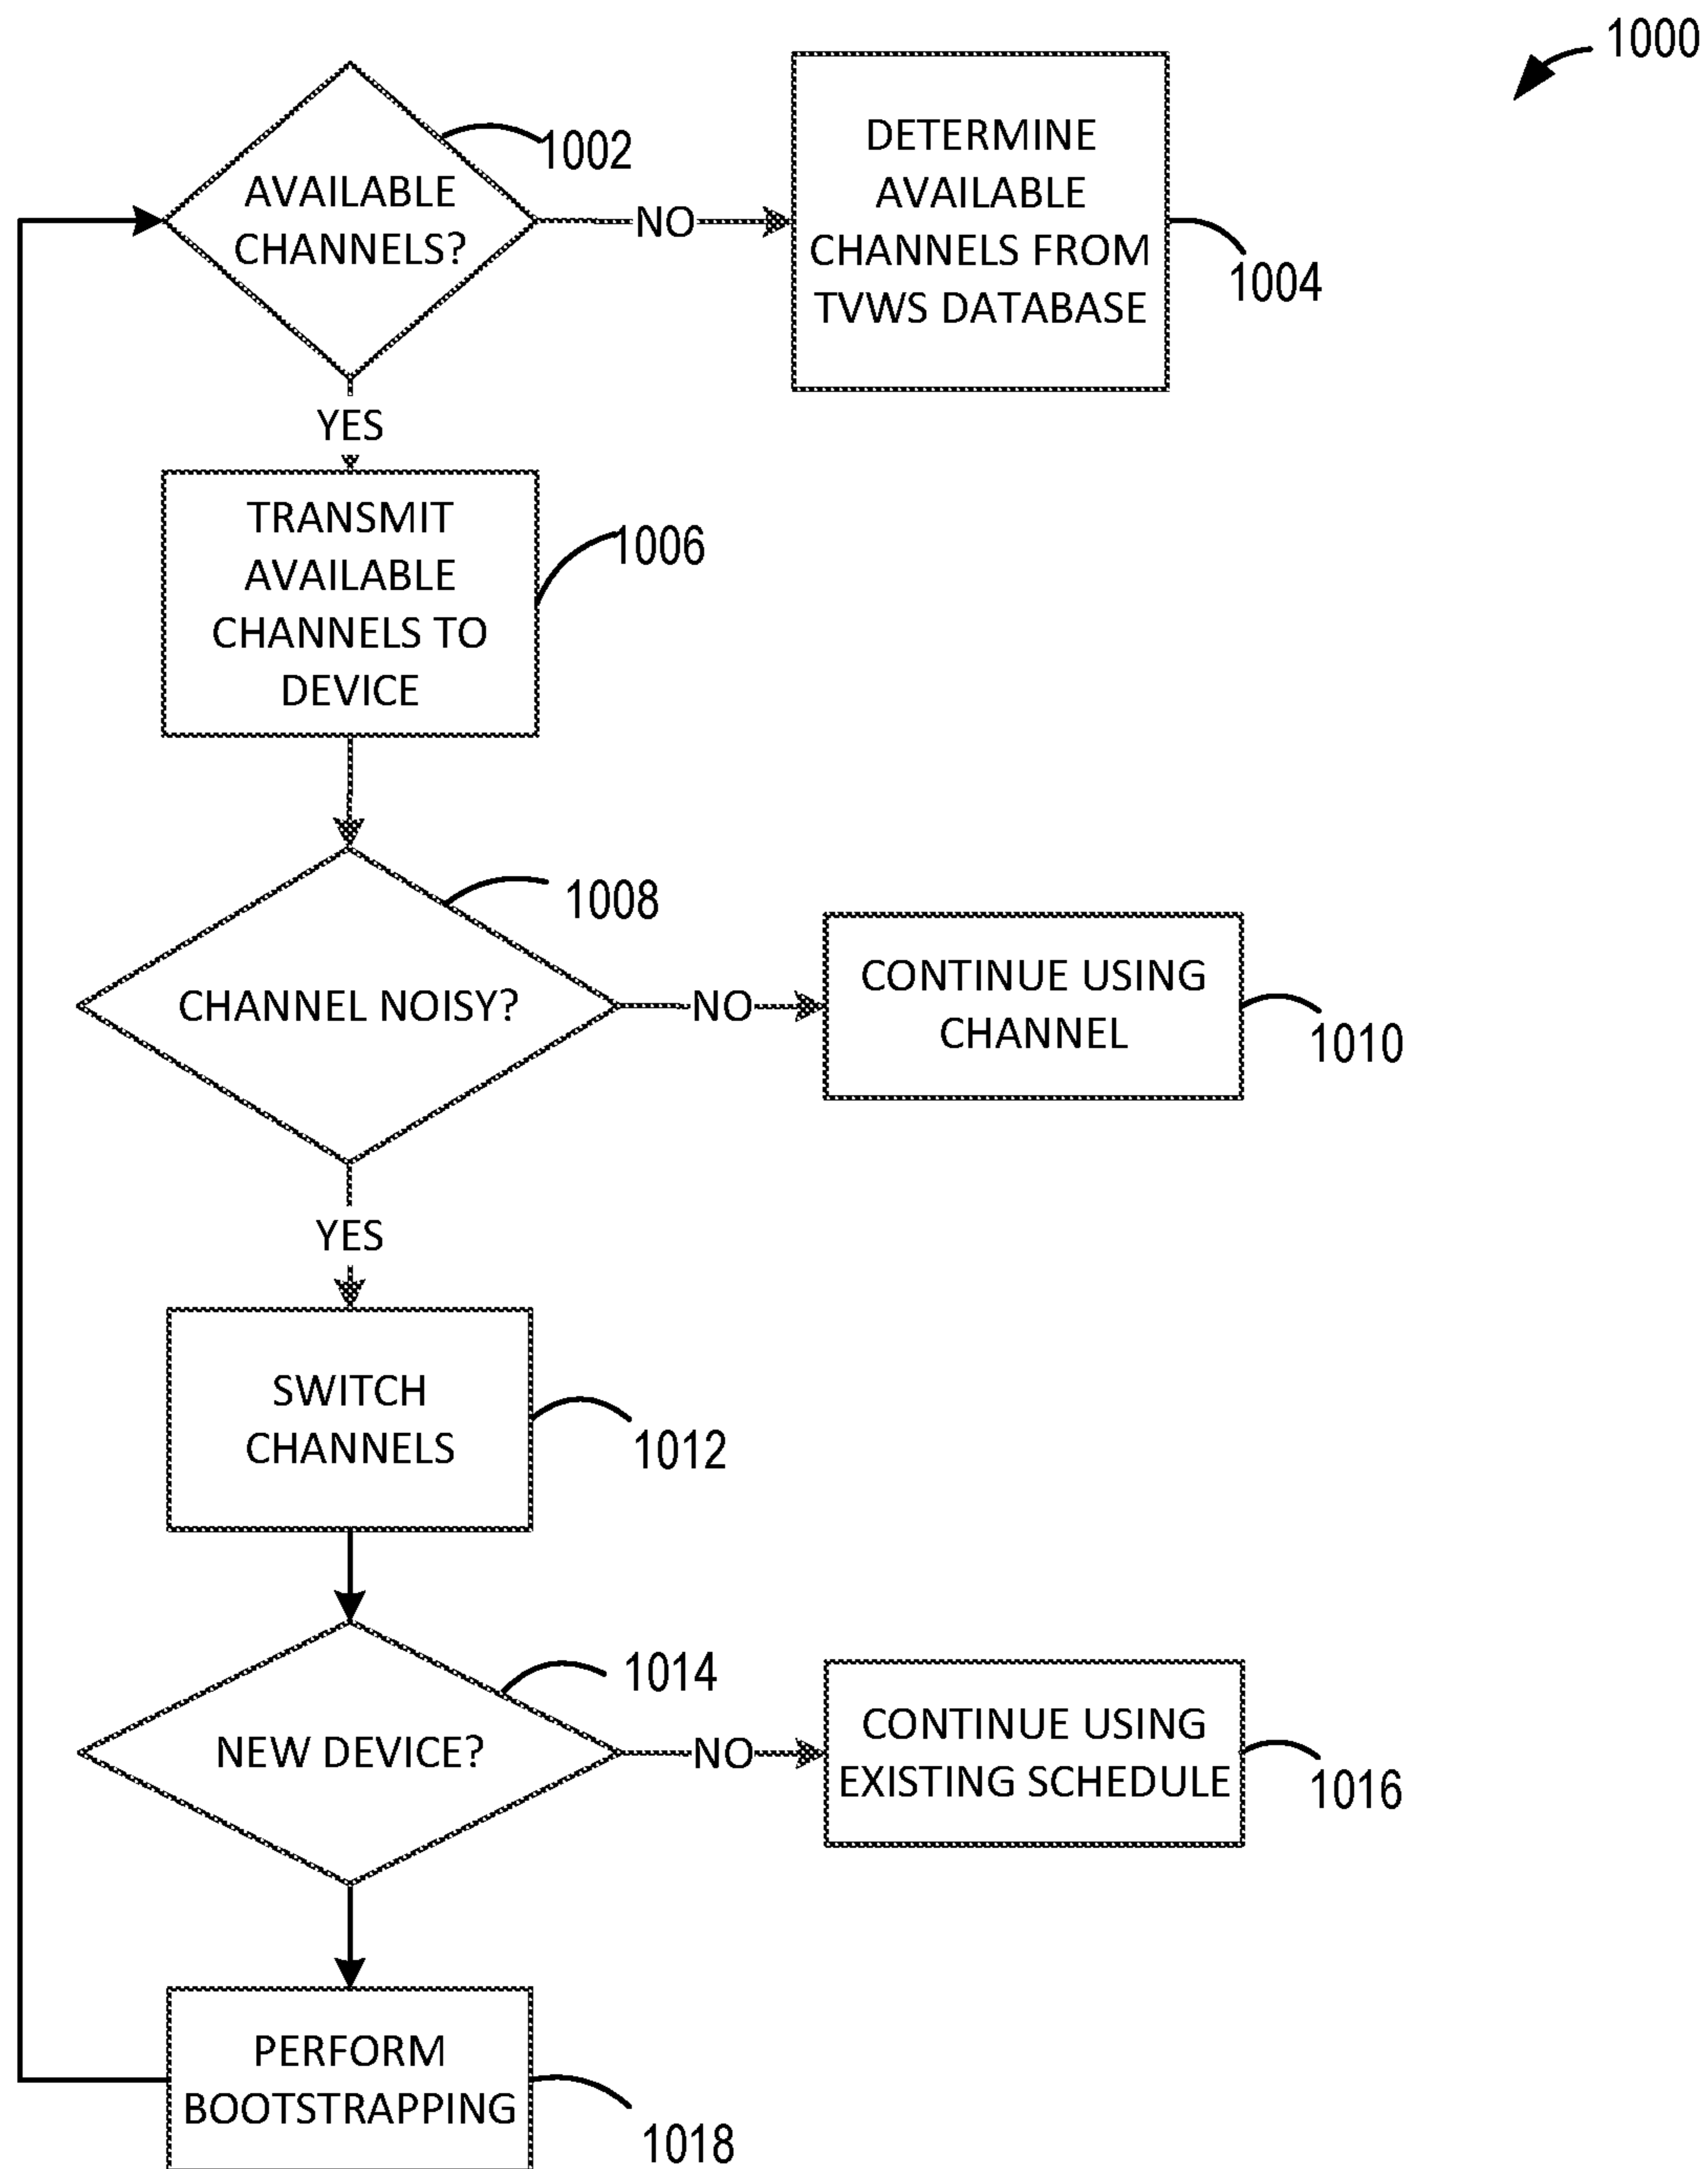 1000
AVAILABLE
CHANNELS?
1002
NO
DETERMINE
AVAILABLE
CHANNELS FROM
TVWS DATABASE
1004
YES
TRANSMIT
AVAILABLE
CHANNELS TO
DEVICE
1006
CHANNEL NOISY?
1008
NO
CONTINUE USING
CHANNEL
1010
YES
SWITCH
CHANNELS
1012
NEW DEVICE?
1014
NO
CONTINUE USING
EXISTING SCHEDULE
1016
PERFORM
BOOTSTRAPPING
1018